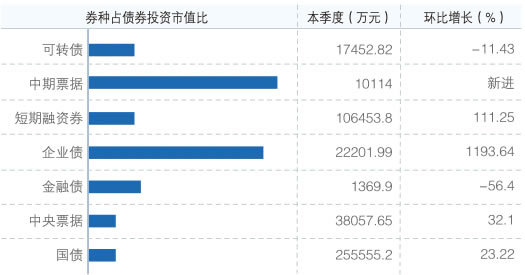 券种占债券投资市值比 本季度（万元） 环比增长（%）
可转债 17452.82 -11.43
中期票据 10114 新进
短期融资券 106453.8 111.25
企业债 22201.99 1193.64
金融债 1369.9 -56.4
中央票据 38057.65 32.1
国债 255555.2 23.22